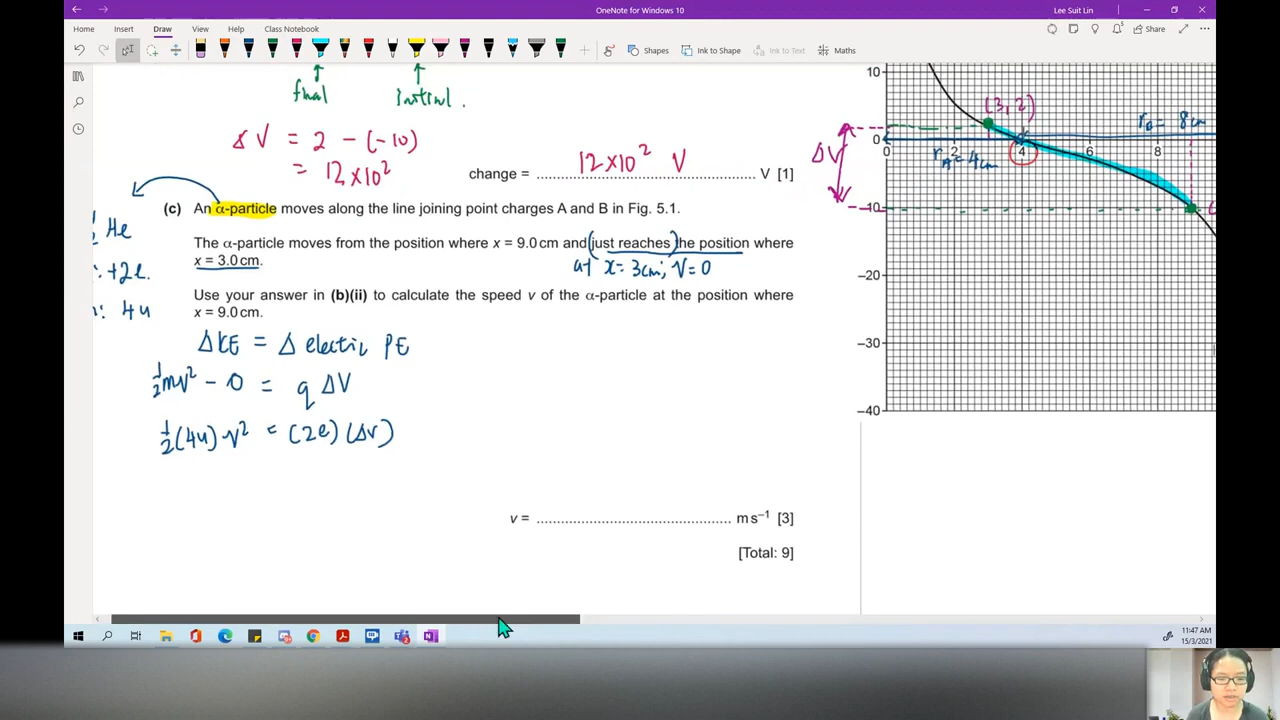 OneNote for Windows 10
Lee Suit Lin
Home Insert Draw View Help Class Notebook
Share
Shapes Ink to Shape Ink to Text Maths
final initial.
ΔV = 2 - (-10)
= 12×10²
change = 12×10² V V [1]
(c) An α-particle moves along the line joining point charges A and B in Fig. 5.1.
He
The α-particle moves from the position where x = 9.0 cm and (just reaches) the position where
x = 3.0 cm.
at x = 3cm; V = 0
: +2e.
Use your answer in (b)(ii) to calculate the speed v of the α-particle at the position where
x = 9.0 cm.
: 4u
ΔKE = Δ electric PE
½mv² - 0 = q ΔV
½(4u) v² = (2e)(ΔV)
v = ........................................ m s⁻¹ [3]
[Total: 9]
10
(3, 2)
r_B = 8cm
0
0 2 4 6 8
ΔV
r_A = 4cm
-10
-20
-30
-40
11:47 AM
15/3/2021